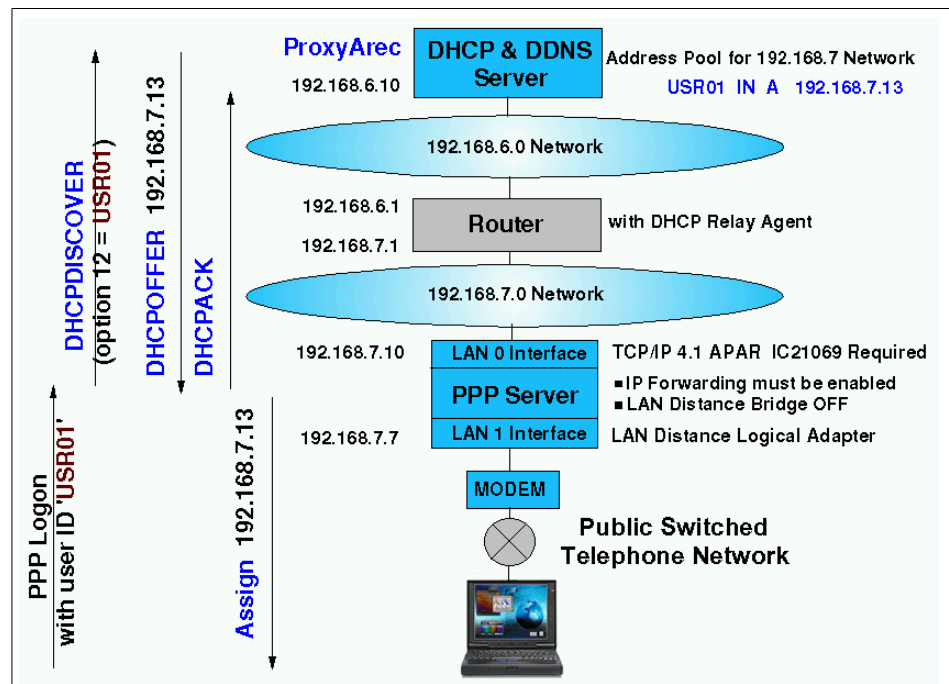 ProxyArec
192.168.6.10
DHCP & DDNS
Server
Address Pool for 192.168.7 Network
USR01 IN A 192.168.7.13
192.168.6.0 Network
192.168.6.1
192.168.7.1
Router
with DHCP Relay Agent
192.168.7.0 Network
192.168.7.10
LAN 0 Interface
TCP/IP 4.1 APAR IC21069 Required
PPP Server
■IP Forwarding must be enabled
■LAN Distance Bridge OFF
192.168.7.7
LAN 1 Interface
LAN Distance Logical Adapter
MODEM
Public Switched
Telephone Network
DHCPDISCOVER
(option 12 = USR01)
DHCPOFFER 192.168.7.13
DHCPACK
PPP Logon
with user ID 'USR01'
Assign 192.168.7.13